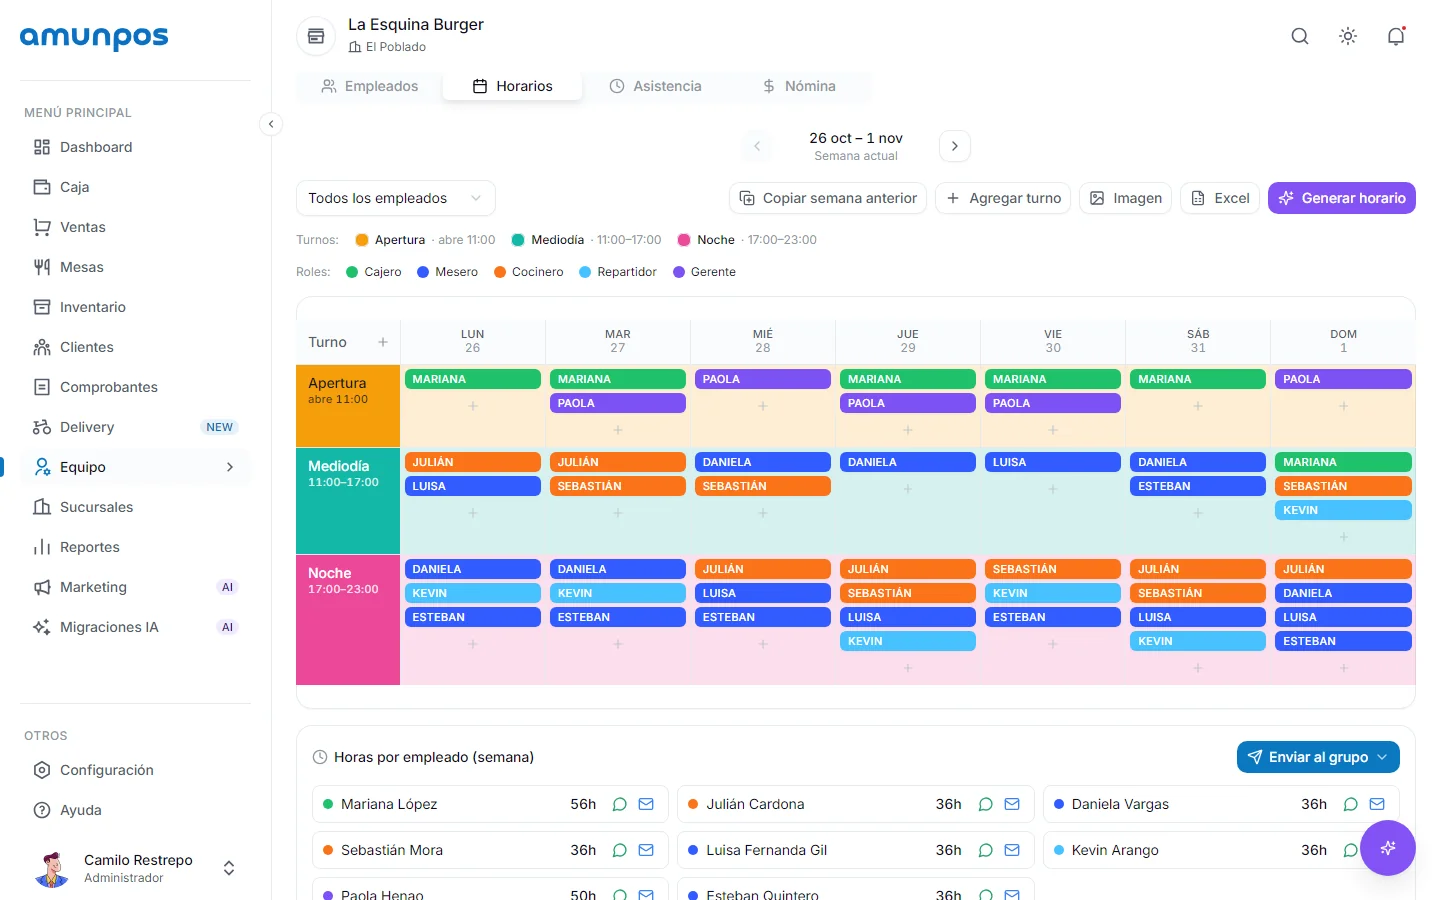 amunpos
La Esquina Burger
El Poblado
MENÚ PRINCIPAL
Dashboard
Caja
Ventas
Mesas
Inventario
Clientes
Comprobantes
Delivery NEW
Equipo
Sucursales
Reportes
Marketing AI
Migraciones IA AI
OTROS
Configuración
Ayuda
Camilo Restrepo
Administrador
Empleados Horarios Asistencia Nómina
26 oct – 1 nov
Semana actual
Todos los empleados Copiar semana anterior Agregar turno Imagen Excel Generar horario
Turnos: Apertura · abre 11:00 Mediodía · 11:00–17:00 Noche · 17:00–23:00
Roles: Cajero Mesero Cocinero Repartidor Gerente
Turno + LUN MAR MIÉ JUE VIE SÁB DOM
26 27 28 29 30 31 1
Apertura
abre 11:00
MARIANA MARIANA PAOLA MARIANA MARIANA MARIANA PAOLA
PAOLA PAOLA PAOLA
Mediodía
11:00–17:00
JULIÁN JULIÁN DANIELA DANIELA LUISA DANIELA MARIANA
LUISA SEBASTIÁN SEBASTIÁN ESTEBAN SEBASTIÁN
KEVIN
Noche
17:00–23:00
DANIELA DANIELA JULIÁN JULIÁN SEBASTIÁN JULIÁN JULIÁN
KEVIN KEVIN LUISA SEBASTIÁN KEVIN SEBASTIÁN DANIELA
ESTEBAN ESTEBAN ESTEBAN LUISA ESTEBAN LUISA LUISA
KEVIN KEVIN ESTEBAN
Horas por empleado (semana) Enviar al grupo
Mariana López 56h Julián Cardona 36h Daniela Vargas 36h
Sebastián Mora 36h Luisa Fernanda Gil 36h Kevin Arango 36h
Paola Henao 50h Esteban Quintero 36h